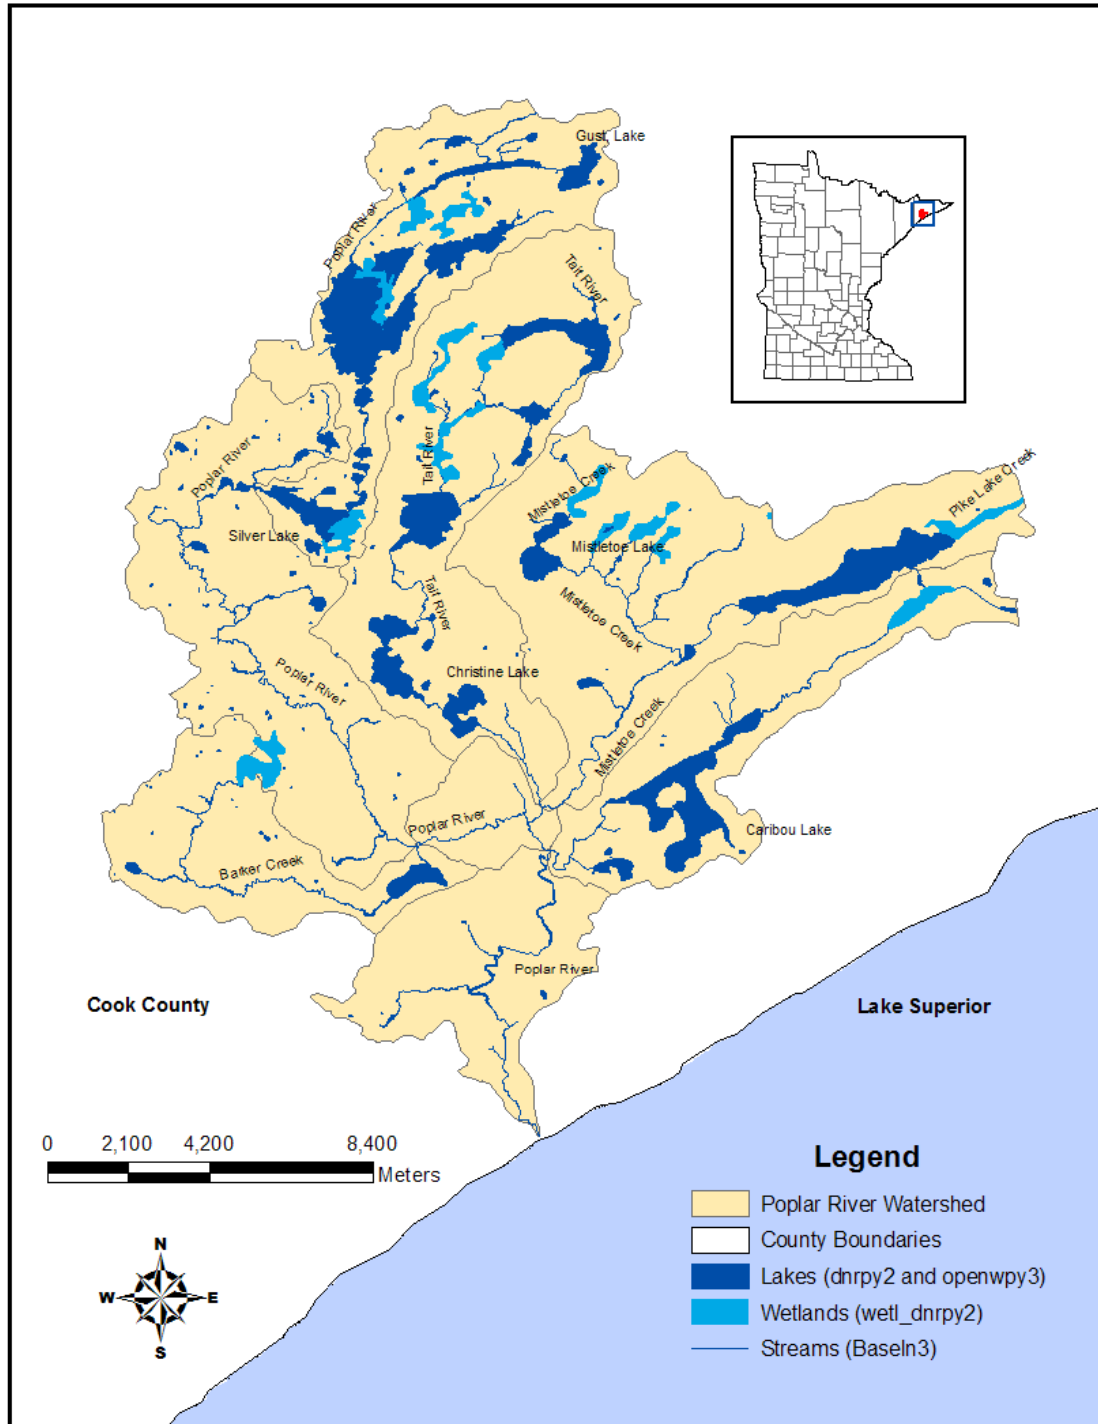 Gust, Lake
Poplar River
Tait River
Tait River
Poplar River
Mistletoe Creek
Pike Lake Creek
Silver Lake
Mistletoe Lake
Tait River
Mistletoe Creek
Christine Lake
Poplar River
Mistletoe Creek
Poplar River
Caribou Lake
Barker Creek
Poplar River
Cook County
Lake Superior
0 2,100 4,200 8,400
Meters
Legend
Poplar River Watershed
County Boundaries
Lakes (dnrpy2 and openwpy3)
Wetlands (wetl_dnrpy2)
Streams (Baseln3)
N
W E
S